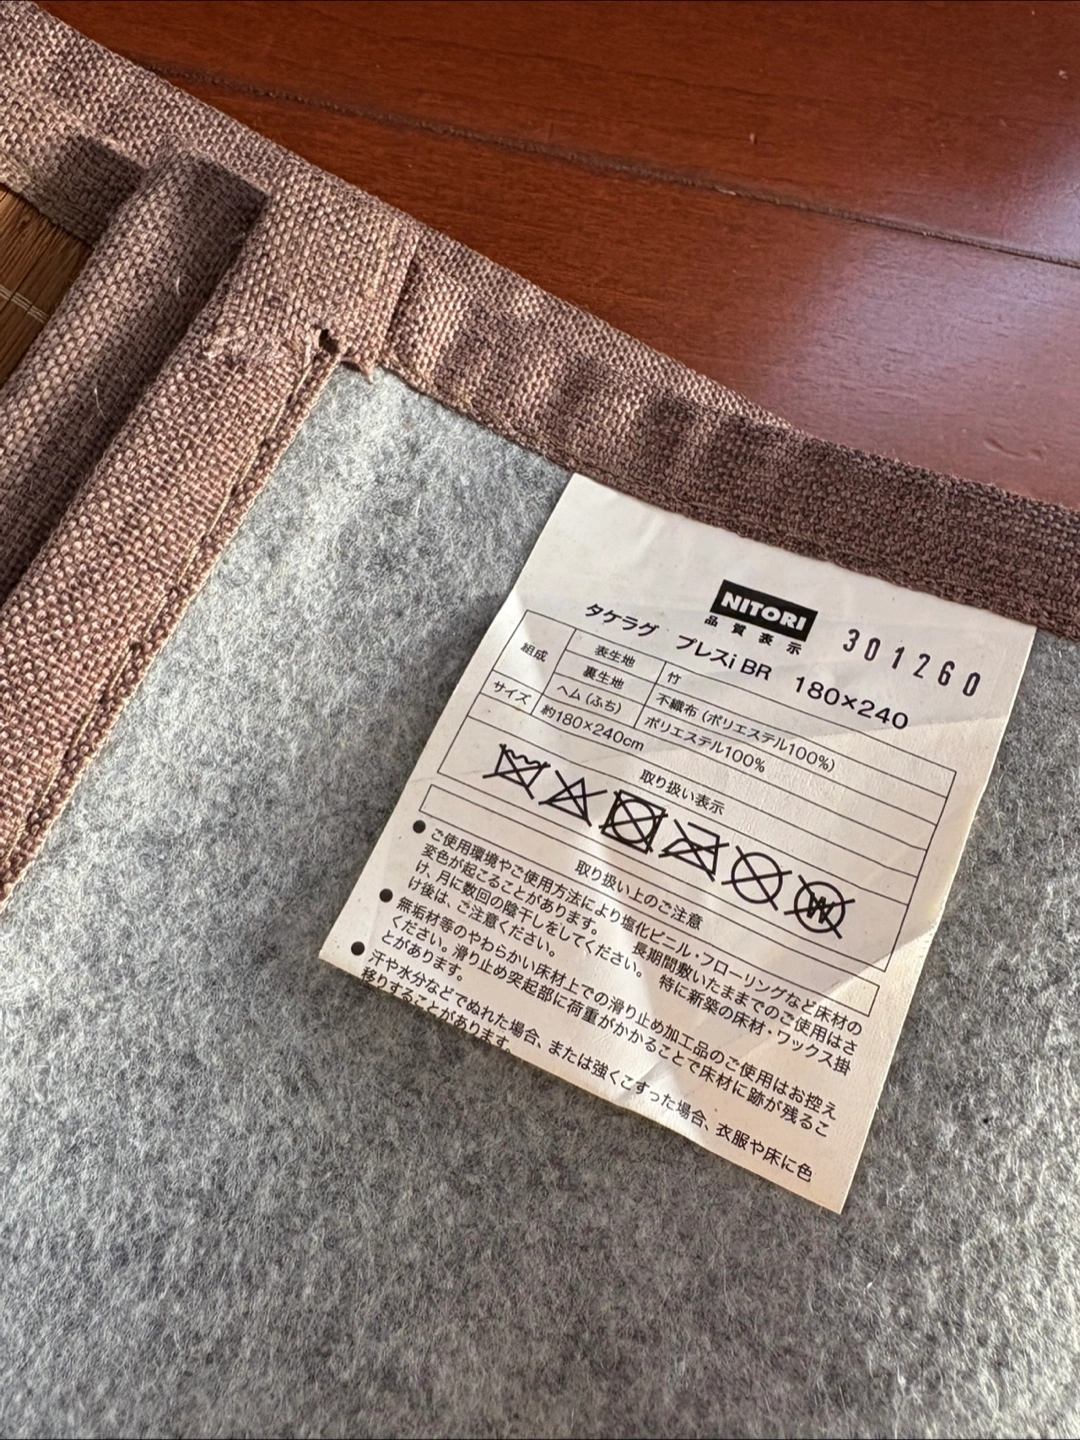 NITORI
品質表示
301260
タケラグ プレスi BR 180×240
組成 表生地 竹
裏生地 不織布 (ポリエステル100%)
ヘム (ふち) ポリエステル100%
サイズ 約180×240cm
取り扱い表示
W
取り扱い上のご注意
● ご使用環境やご使用方法により塩化ビニル・フローリングなど床材の
変色が起こることがあります。 長期間敷いたままでのご使用はさ
け、月に数回の陰干しをしてください。 特に新築の床材・ワックス掛
け後は、ご注意ください。
● 無垢材等のやわらかい床材上での滑り止め加工品のご使用はお控え
ください。滑り止め突起部に荷重がかかることで床材に跡が残るこ
とがあります。
● 汗や水分などでぬれた場合、または強くこすった場合、衣服や床に色
移りすることがあります。